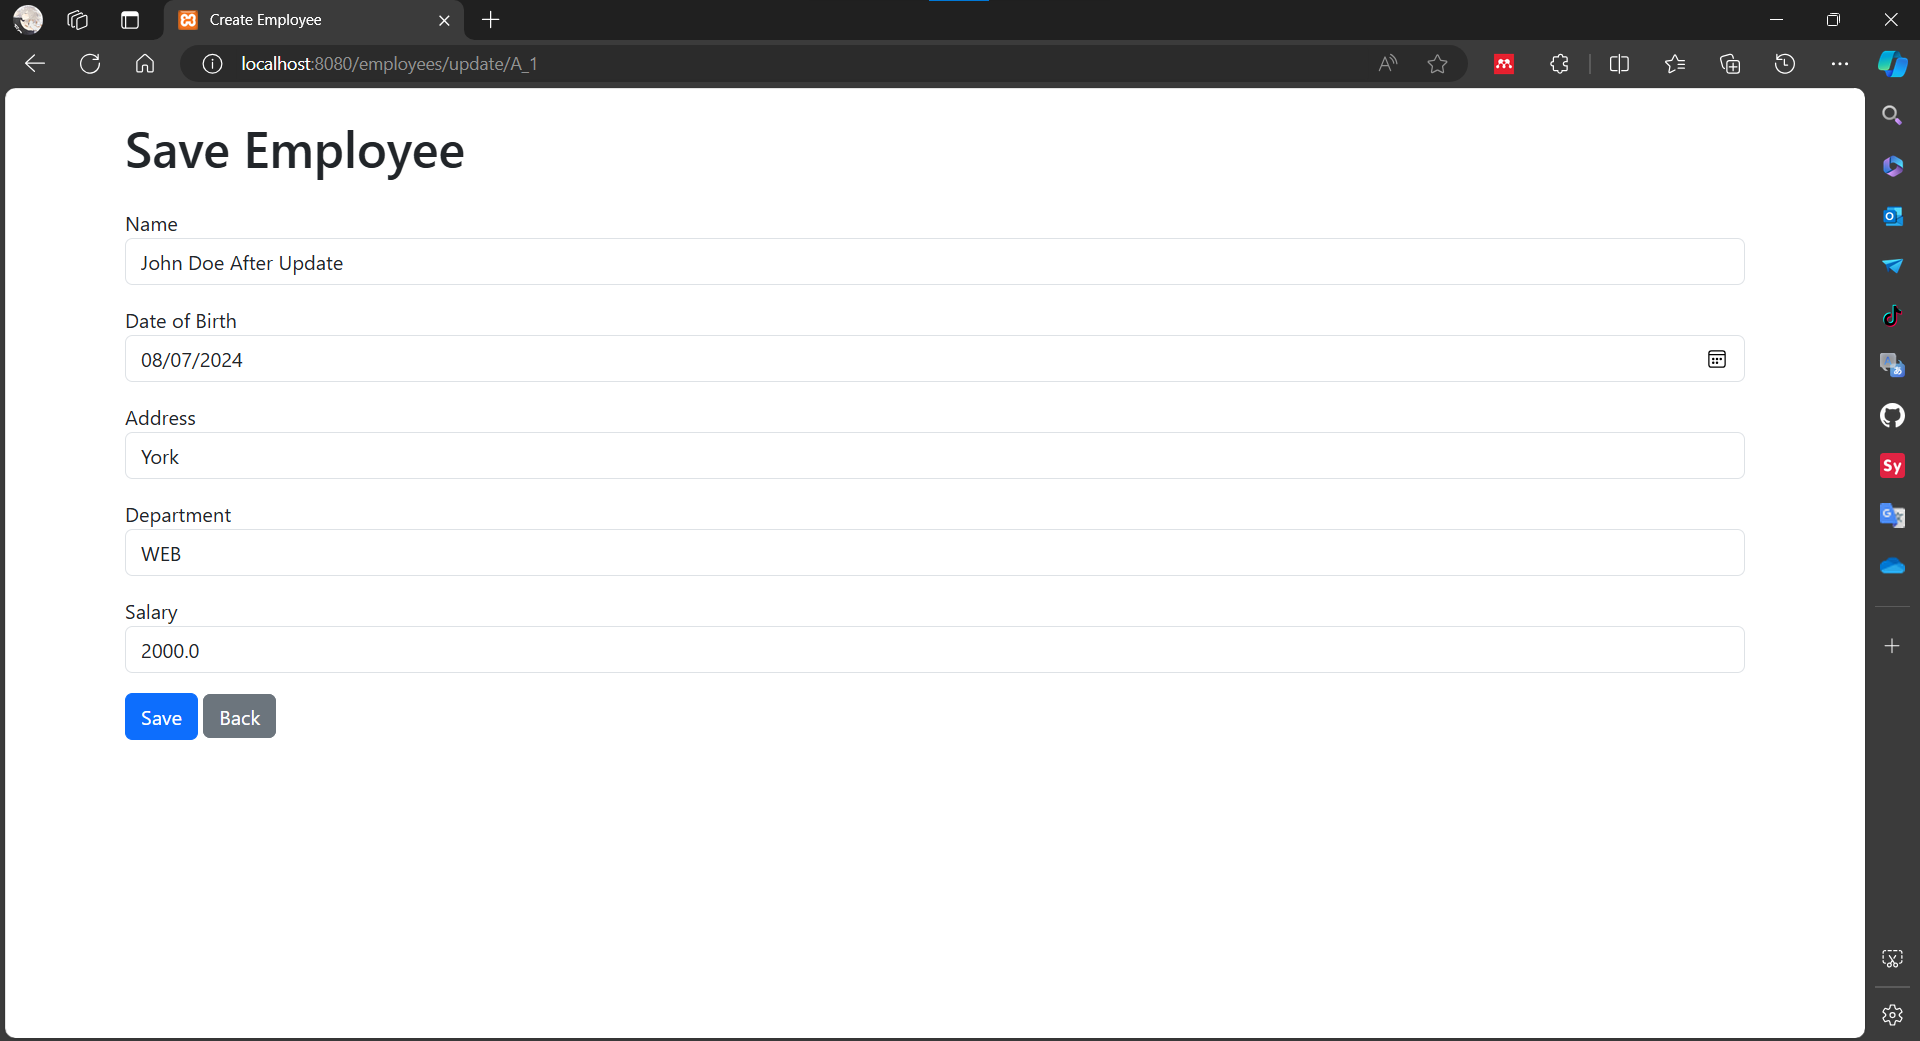 Create Employee
localhost:8080/employees/update/A_1
Save Employee
Name
John Doe After Update
Date of Birth
08/07/2024
Address
York
Department
WEB
Salary
2000.0
Save Back
Sy